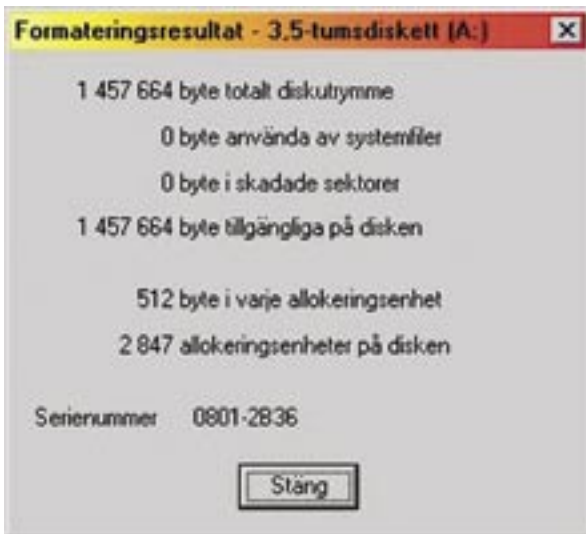 Formateringsresultat - 3,5-tumsdiskett (A:)
1 457 664 byte totalt diskutrymme
0 byte använda av systemfiler
0 byte i skadade sektorer
1 457 664 byte tillgängliga på disken
512 byte i varje allokeringsenhet
2 847 allokeringsenheter på disken
Serienummer 0801-2B36
Stäng